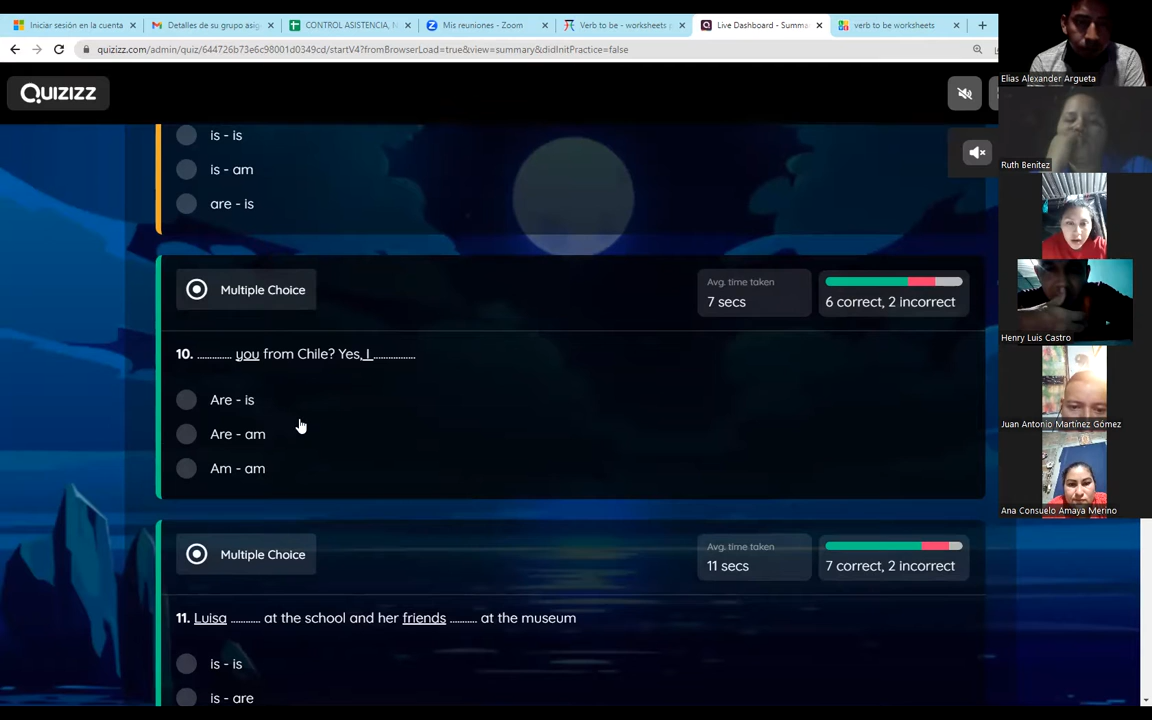 Iniciar sesión en la cuenta
Detalles de su grupo asig
CONTROL ASISTENCIA, N
Mis reuniones - Zoom
Verb to be - worksheets p
Live Dashboard - Summa
verb to be worksheets
quizizz.com/admin/quiz/644726b73e6c98001d0349cd/startV4?fromBrowserLoad=true&view=summary&didInitPractice=false
QUIZIZZ
is - is
is - am
are - is
Multiple Choice
Avg. time taken
7 secs
6 correct, 2 incorrect
10. ............. you from Chile? Yes, I ................
Are - is
Are - am
Am - am
Multiple Choice
Avg. time taken
11 secs
7 correct, 2 incorrect
11. Luisa ........... at the school and her friends .......... at the museum
is - is
is - are
Elias Alexander Argueta
Ruth Benitez
Henry Luis Castro
Juan Antonio Martínez Gómez
Ana Consuelo Amaya Merino